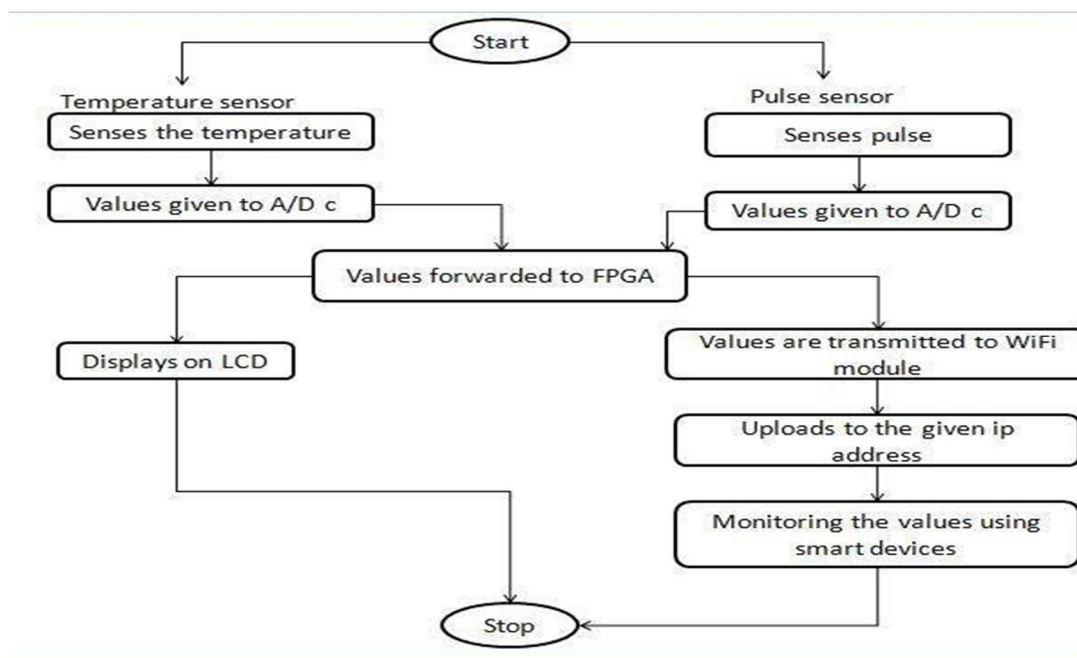 Start
Temperature sensor
Senses the temperature
Values given to A/D c
Pulse sensor
Senses pulse
Values given to A/D c
Values forwarded to FPGA
Displays on LCD
Values are transmitted to WiFi
module
Uploads to the given ip
address
Monitoring the values using
smart devices
Stop